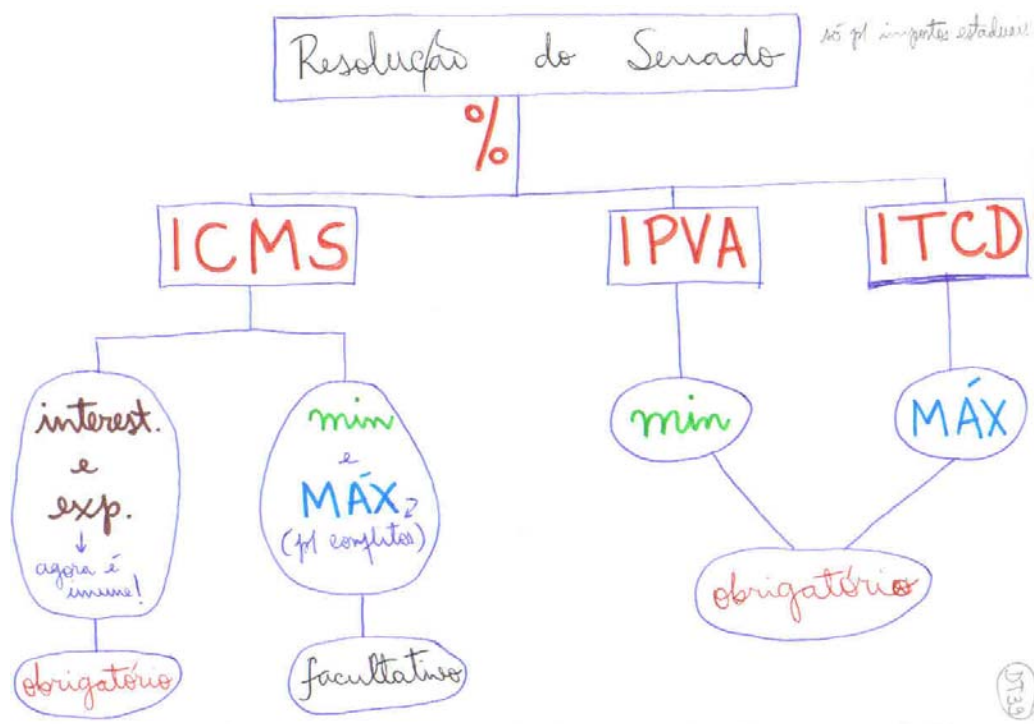 Resolução do Senado
só p/ impostos estaduais
%
ICMS
IPVA
ITCD
interest.
e
exp.
↓
agora é
imune!
min
e
MÁX
(p/ conflitos)
min
MÁX
obrigatório
facultativo
obrigatório
DT39